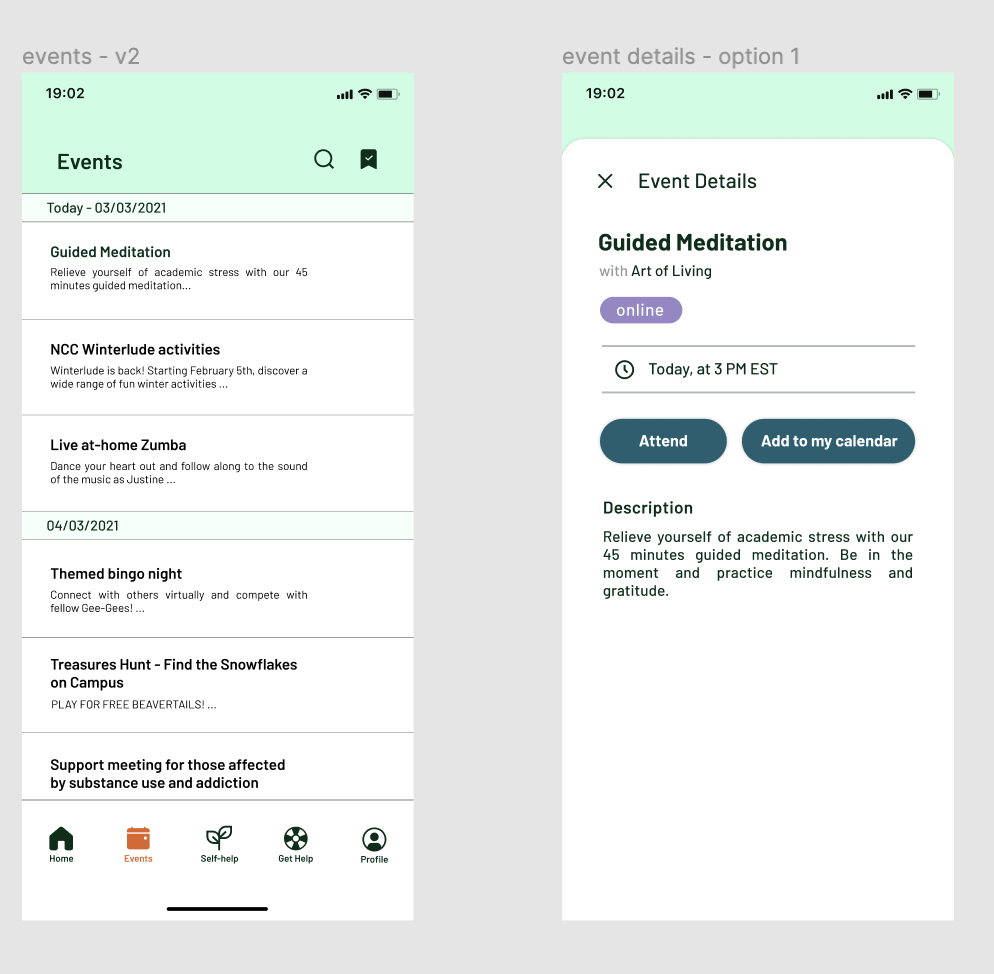 events - v2
19:02
Events
Today - 03/03/2021
Guided Meditation
Relieve yourself of academic stress with our 45
minutes guided meditation...
NCC Winterlude activities
Winterlude is back! Starting February 5th, discover a
wide range of fun winter activities ...
Live at-home Zumba
Dance your heart out and follow along to the sound
of the music as Justine ...
04/03/2021
Themed bingo night
Connect with others virtually and compete with
fellow Gee-Gees! ...
Treasures Hunt - Find the Snowflakes
on Campus
PLAY FOR FREE BEAVERTAILS! ...
Support meeting for those affected
by substance use and addiction
Home
Events
Self-help
Get Help
Profile
event details - option 1
19:02
Event Details
Guided Meditation
with Art of Living
online
Today, at 3 PM EST
Attend
Add to my calendar
Description
Relieve yourself of academic stress with our
45 minutes guided meditation. Be in the
moment and practice mindfulness and
gratitude.